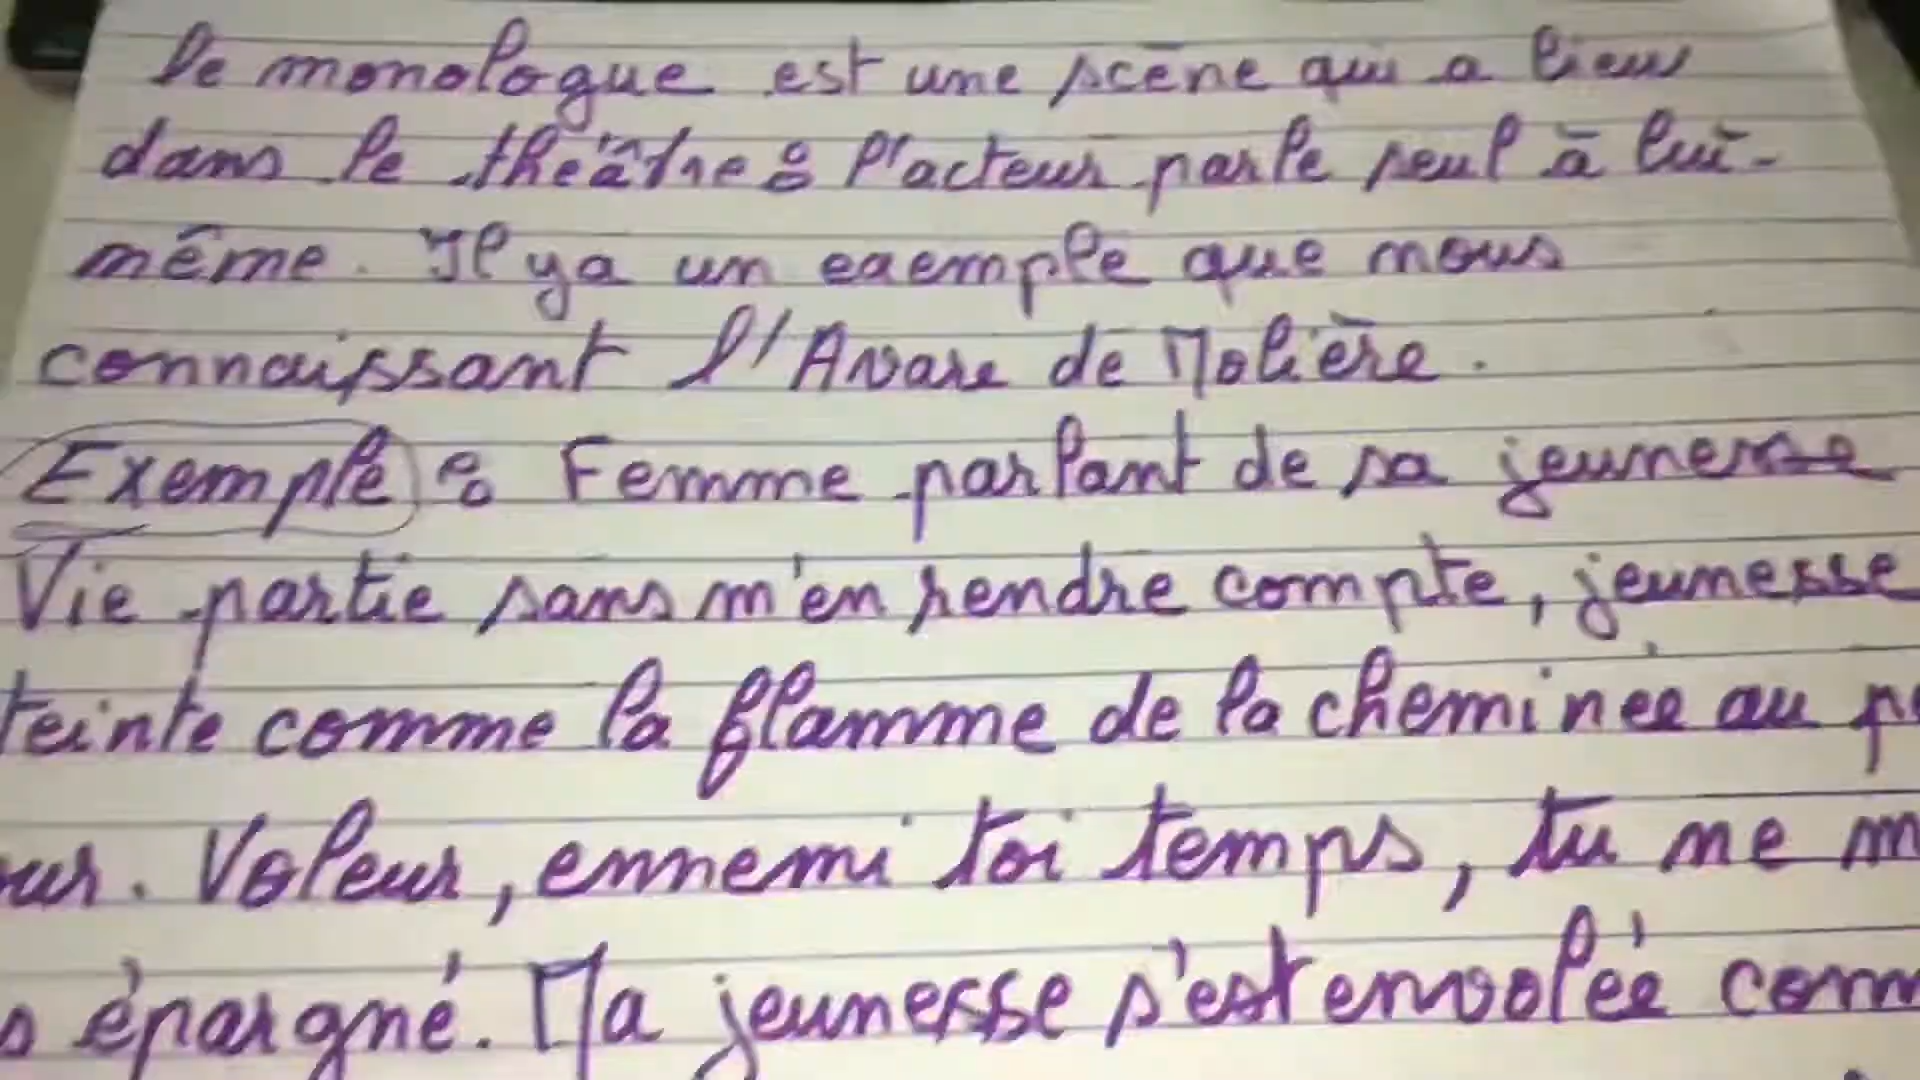 Le monologue est une scène qui a lieu
dans le théâtre : l'acteur parle seul à lui-
même. Il ya un exemple que nous
connaissant l'Avare de Molière.
Exemple : Femme parlant de sa jeunesse
Vie partie sans m'en rendre compte, jeunesse
teinte comme la flamme de la cheminée au
Voleur, ennemi toi temps, tu me
épargné. Ma jeunesse s'est envolée comm